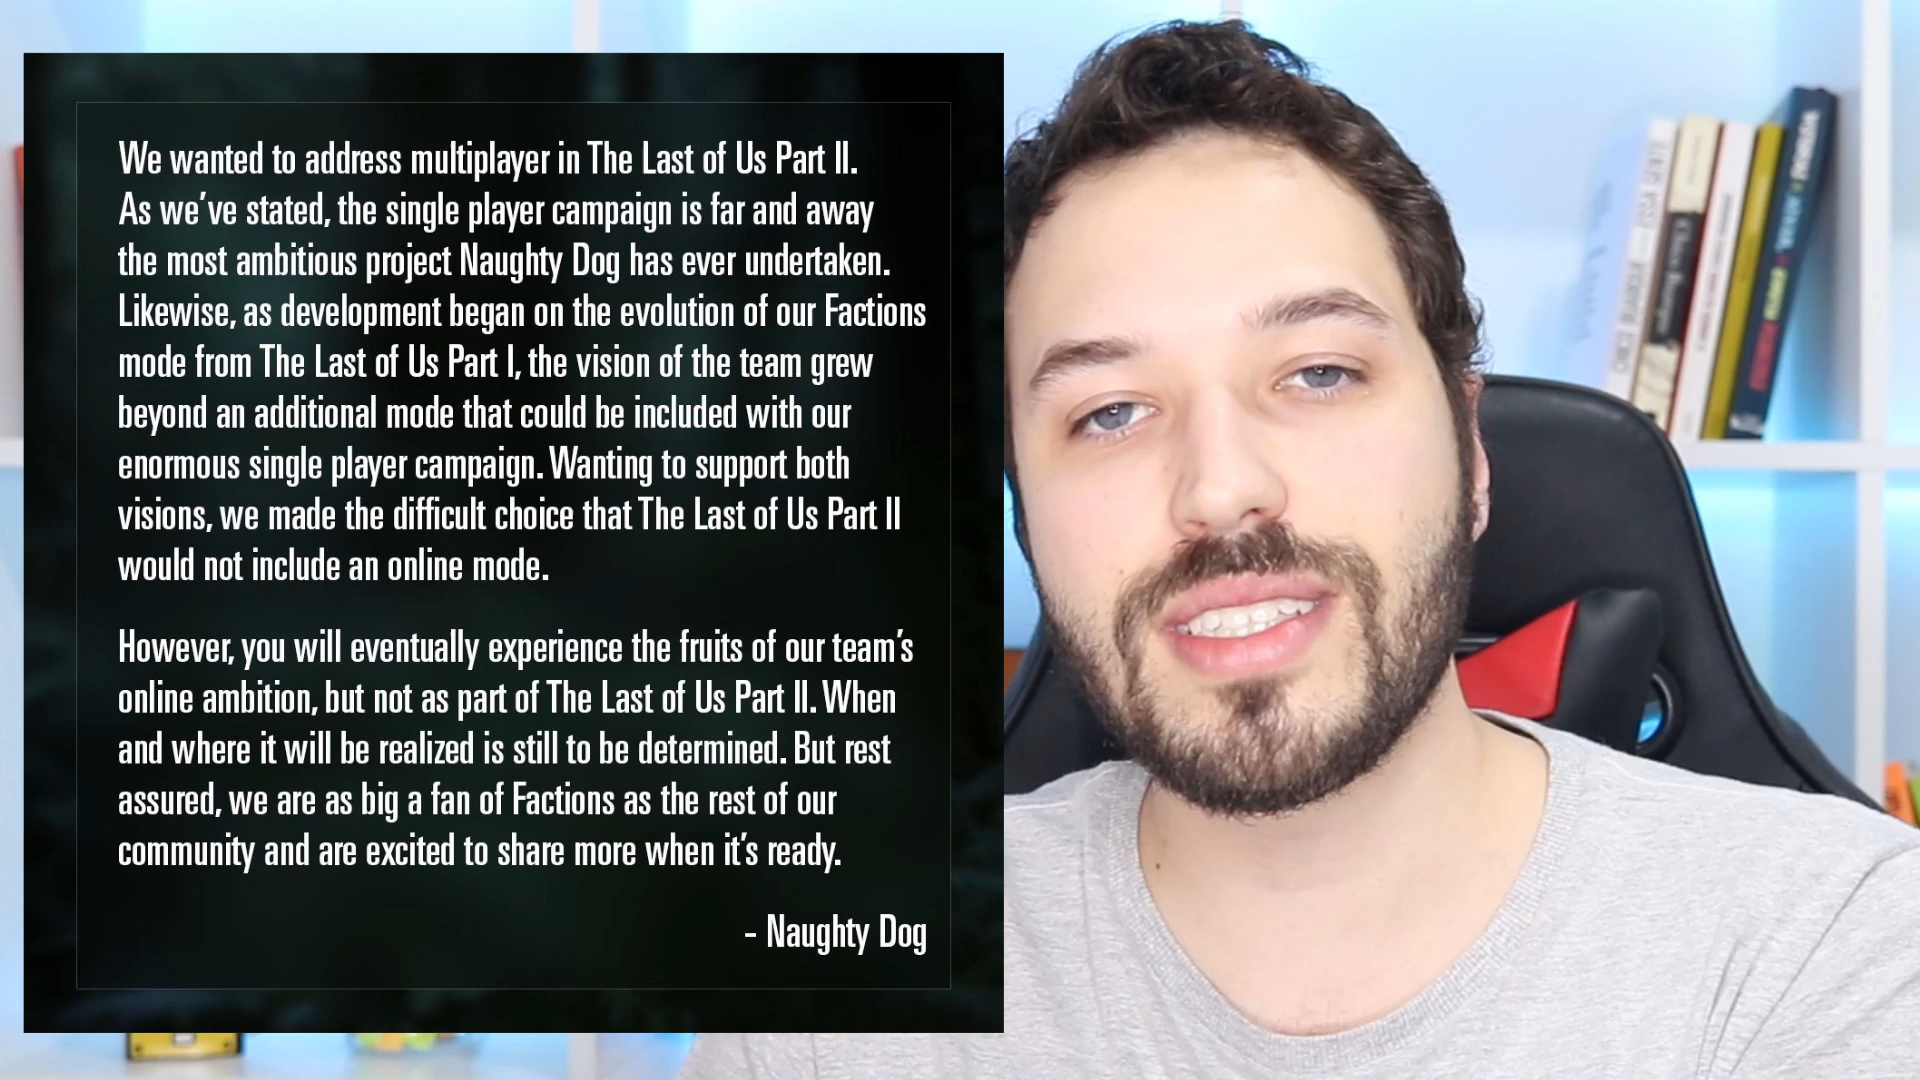 We wanted to address multiplayer in The Last of Us Part II.
As we've stated, the single player campaign is far and away
the most ambitious project Naughty Dog has ever undertaken.
Likewise, as development began on the evolution of our Factions
mode from The Last of Us Part I, the vision of the team grew
beyond an additional mode that could be included with our
enormous single player campaign. Wanting to support both
visions, we made the difficult choice that The Last of Us Part II
would not include an online mode.
However, you will eventually experience the fruits of our team's
online ambition, but not as part of The Last of Us Part II. When
and where it will be realized is still to be determined. But rest
assured, we are as big a fan of Factions as the rest of our
community and are excited to share more when it's ready.
- Naughty Dog